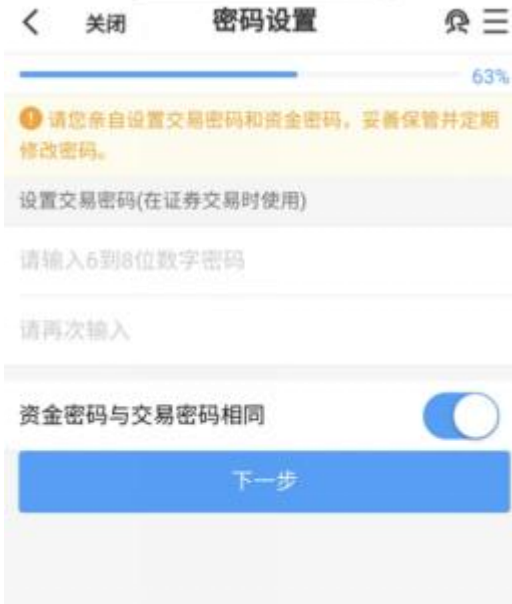 关闭 密码设置
63%
请您亲自设置交易密码和资金密码，妥善保管并定期
修改密码。
设置交易密码(在证券交易时使用)
请输入6到8位数字密码
请再次输入
资金密码与交易密码相同
下一步